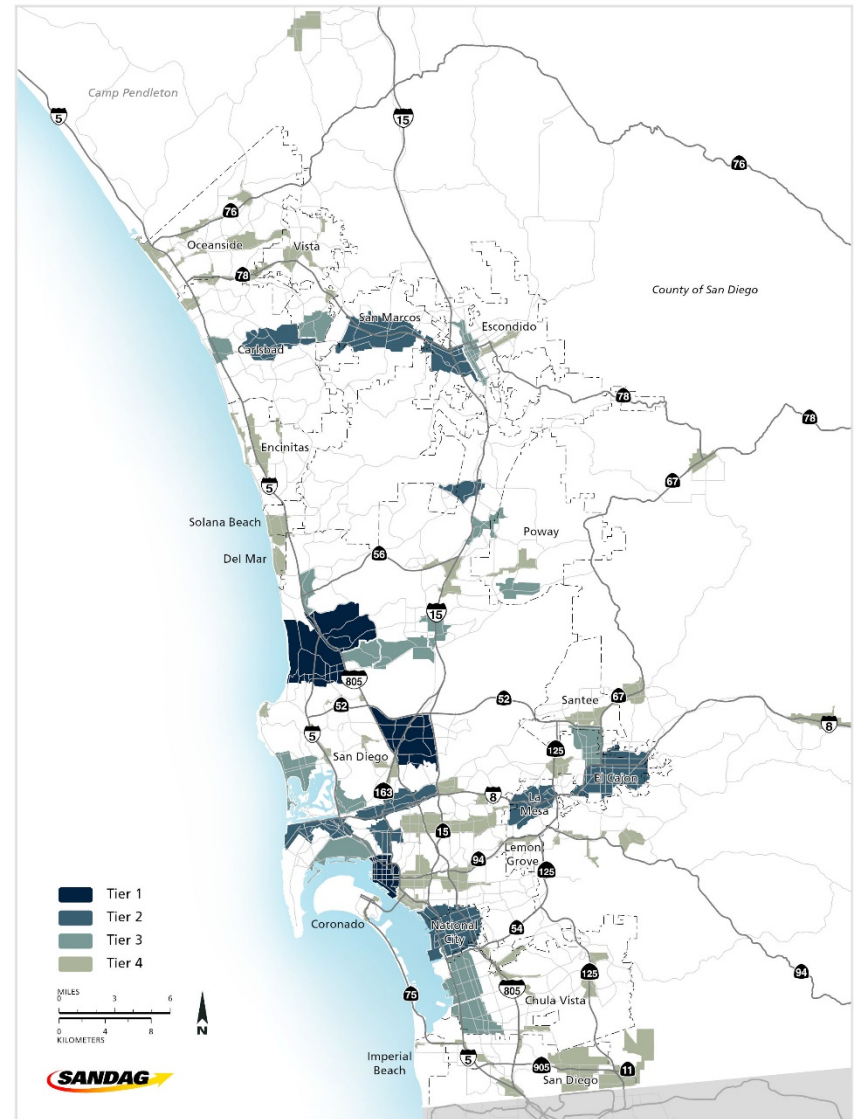 Camp Pendleton
5
15
76
76
Oceanside
Vista
78
County of San Diego
San Marcos
Escondido
Carlsbad
78
78
Encinitas
5
67
Solana Beach
Poway
Del Mar
56
15
805
52
52
Santee
67
5
San Diego
125
8
El Cajon
163
8
La
Mesa
15
94
Lemon
Grove
125
Tier 1
Tier 2
Tier 3
Tier 4
Coronado
National
City
54
94
125
75
805
Chula Vista
MILES
0 3 6
0 4 8
KILOMETERS
N
Imperial
Beach
5
905
11
San Diego
SANDAG